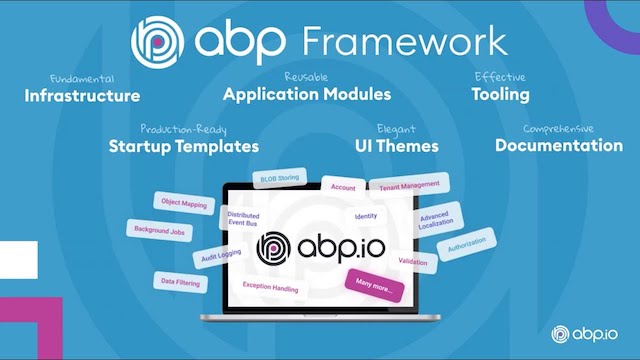 abp Framework
Fundamental
Infrastructure
Reusable
Application Modules
Effective
Tooling
Production-Ready
Startup Templates
Elegant
UI Themes
Comprehensive
Documentation
BLOB Storing
Account
Tenant Management
Object Mapping
Distributed
Event Bus
Identity
Advanced
Localization
Background Jobs
Authorization
Audit Logging
abp.io
Validation
Data Filtering
Exception Handling
Many more...
abp.io